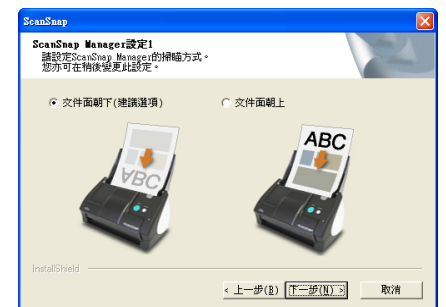 ScanSnap
ScanSnap Manager設定1
請設定ScanSnap Manager的掃瞄方式。
您亦可在稍後變更此設定。
文件面朝下(建議選項)
文件面朝上
ABC
ABC
InstallShield
< 上一步(B)
下一步(N) >
取消